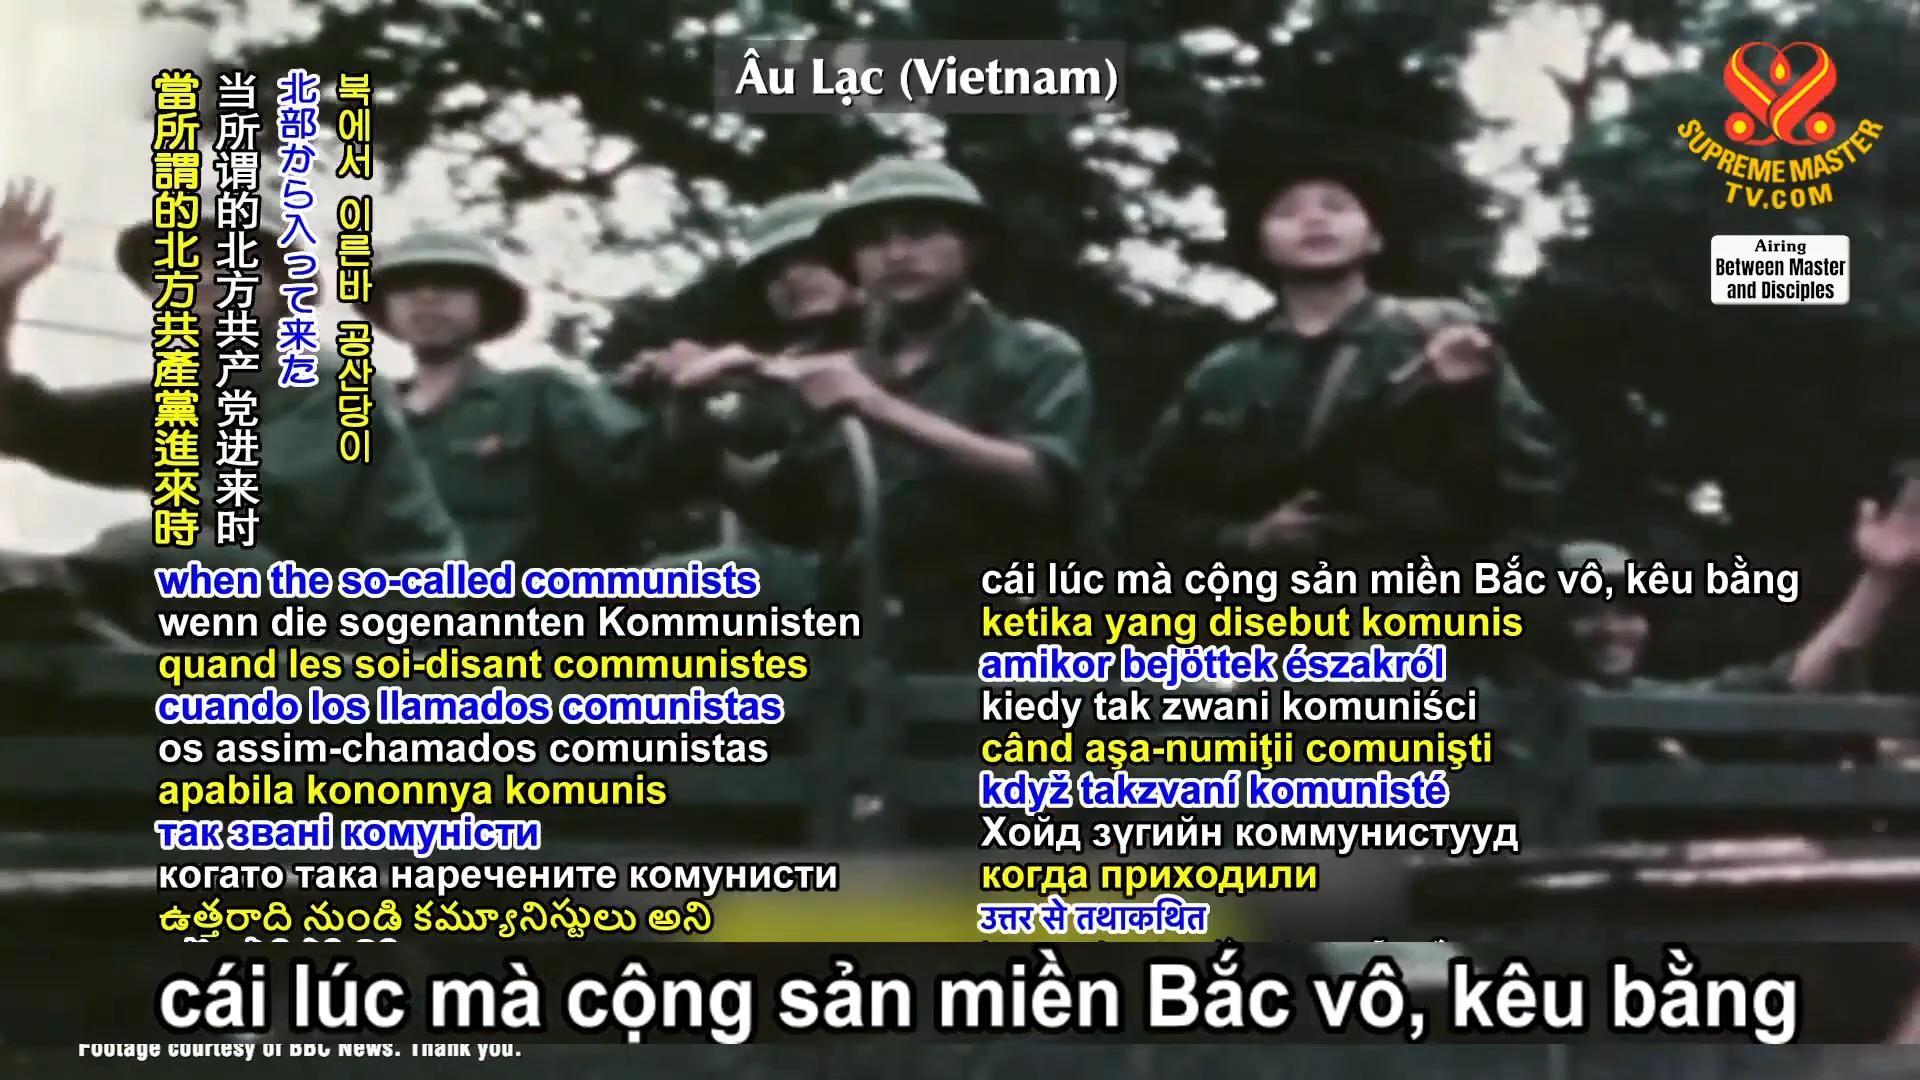 Âu Lạc (Vietnam)
SUPREME MASTER
TV.COM
Airing
Between Master
and Disciples
북에서 이른바 공산당이
北部から入って来た
当所谓的北方共产党进来时
當所謂的北方共產黨進來時
when the so-called communists
wenn die sogenannten Kommunisten
quand les soi-disant communistes
cuando los llamados comunistas
os assim-chamados comunistas
apabila kononnya komunis
так звані комуністи
когато така наречените комунисти
ఉత్తరాది నుండి కమ్యూనిస్టులు అని
cái lúc mà cộng sản miền Bắc vô, kêu bằng
ketika yang disebut komunis
amikor bejöttek északról
kiedy tak zwani komuniści
când aşa-numiţii comunişti
když takzvaní komunisté
Хойд зүгийн коммунистууд
когда приходили
उत्तर से तथाकथित
cái lúc mà cộng sản miền Bắc vô, kêu bằng
Footage courtesy of BBC News. Thank you.